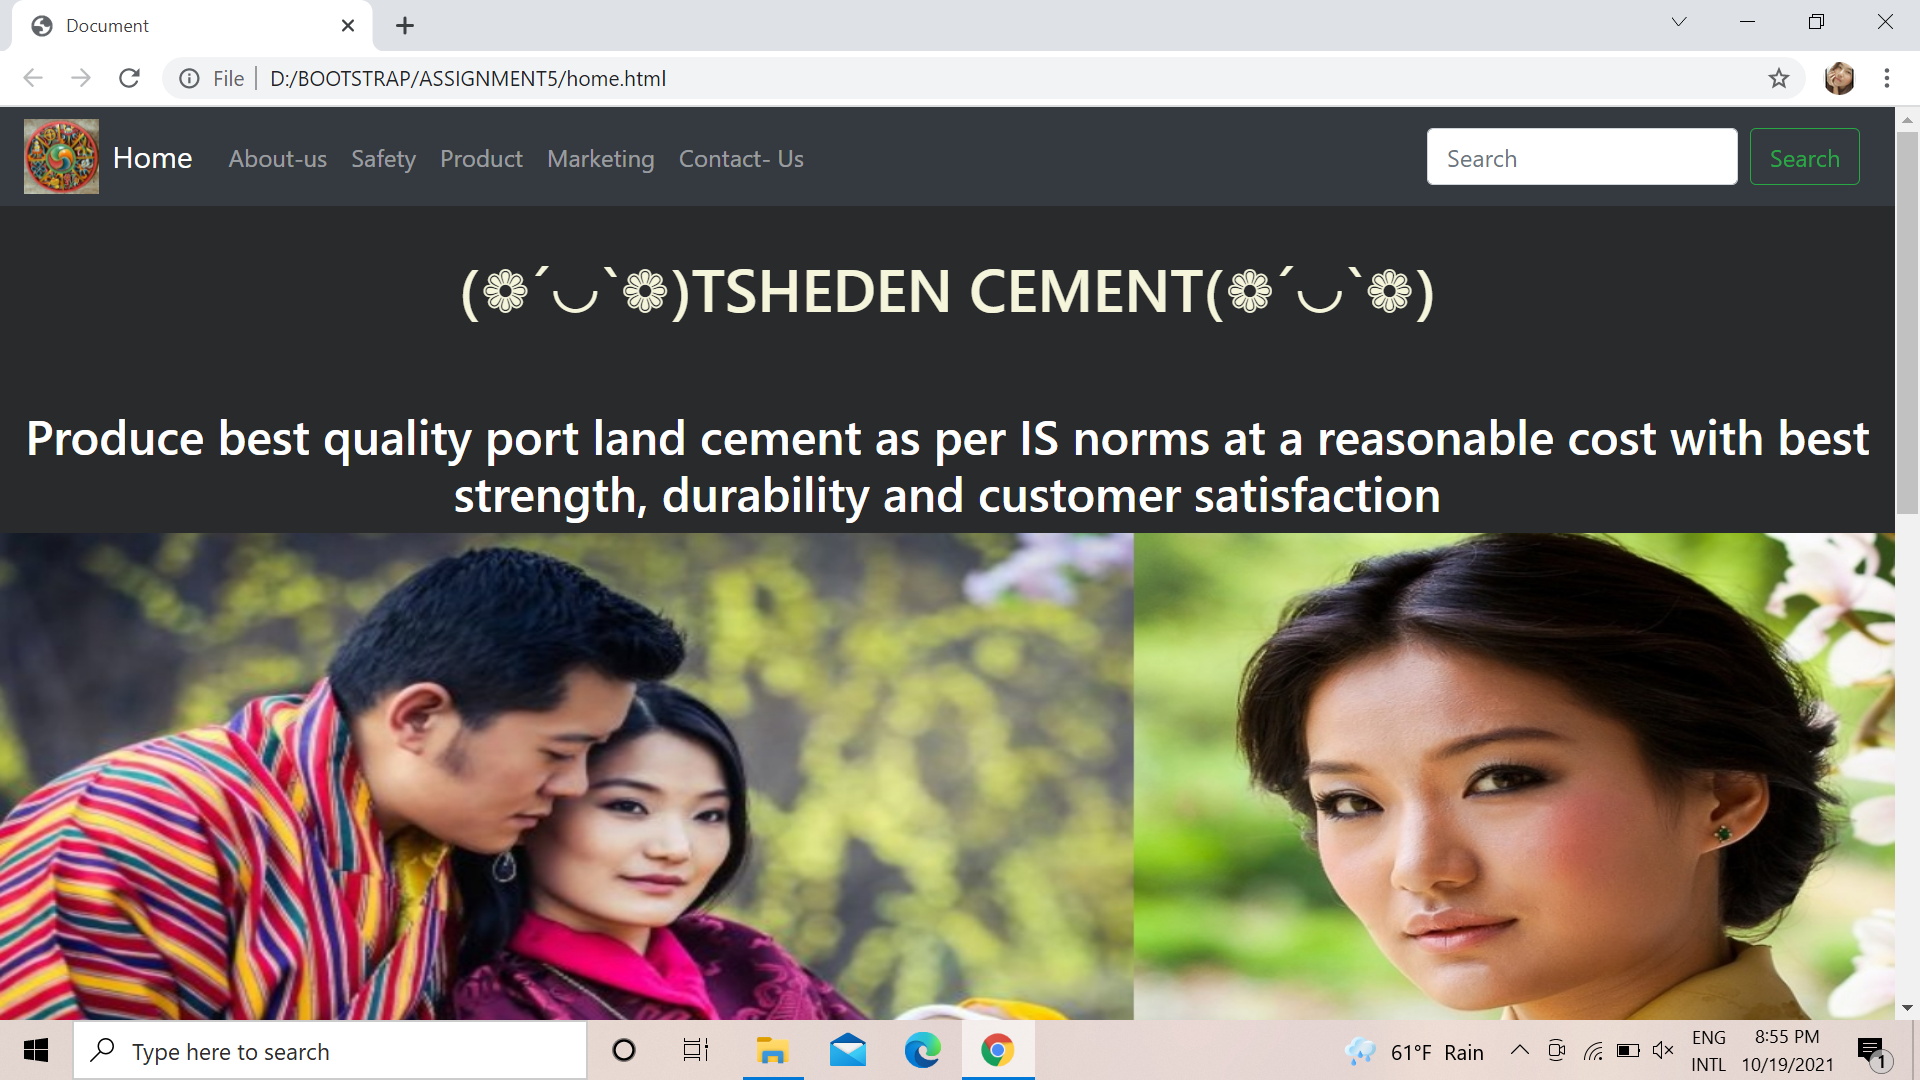 Document
File
D:/BOOTSTRAP/ASSIGNMENT5/home.html
Home About-us Safety Product Marketing Contact- Us
Search
Search
(❁´◡`❁)TSHEDEN CEMENT(❁´◡`❁)
Produce best quality port land cement as per IS norms at a reasonable cost with best
strength, durability and customer satisfaction
Type here to search
61°F Rain
ENG
INTL
8:55 PM
10/19/2021
1